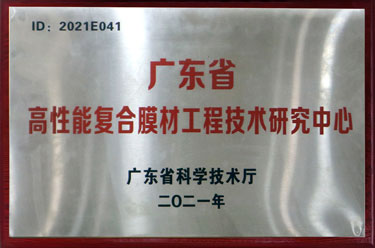 ID: 2021E041
广东省
高性能复合膜材工程技术研究中心
广东省科学技术厅
二〇二一年